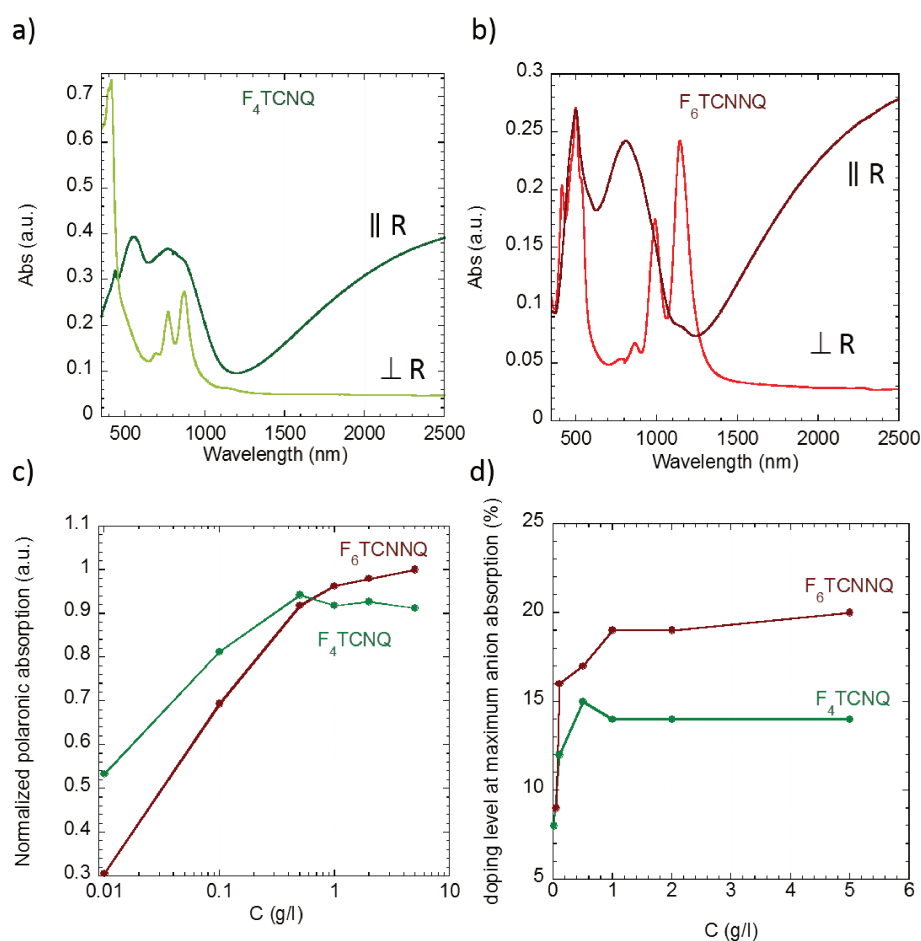 a)
F4TCNQ
∥ R
⊥ R
Abs (a.u.)
0
0.1
0.2
0.3
0.4
0.5
0.6
0.7
500 1000 1500 2000 2500
Wavelength (nm)
b)
F6TCNNQ
∥ R
⊥ R
Abs (a.u.)
0
0.05
0.1
0.15
0.2
0.25
0.3
500 1000 1500 2000 2500
Wavelength (nm)
c)
F6TCNNQ
F4TCNQ
Normalized polaronic absorption (a.u.)
0.3
0.4
0.5
0.6
0.7
0.8
0.9
1
1.1
0.01 0.1 1 10
C (g/l)
d)
F6TCNNQ
F4TCNQ
doping level at maximum anion absorption (%)
5
10
15
20
25
0 1 2 3 4 5 6
C (g/l)